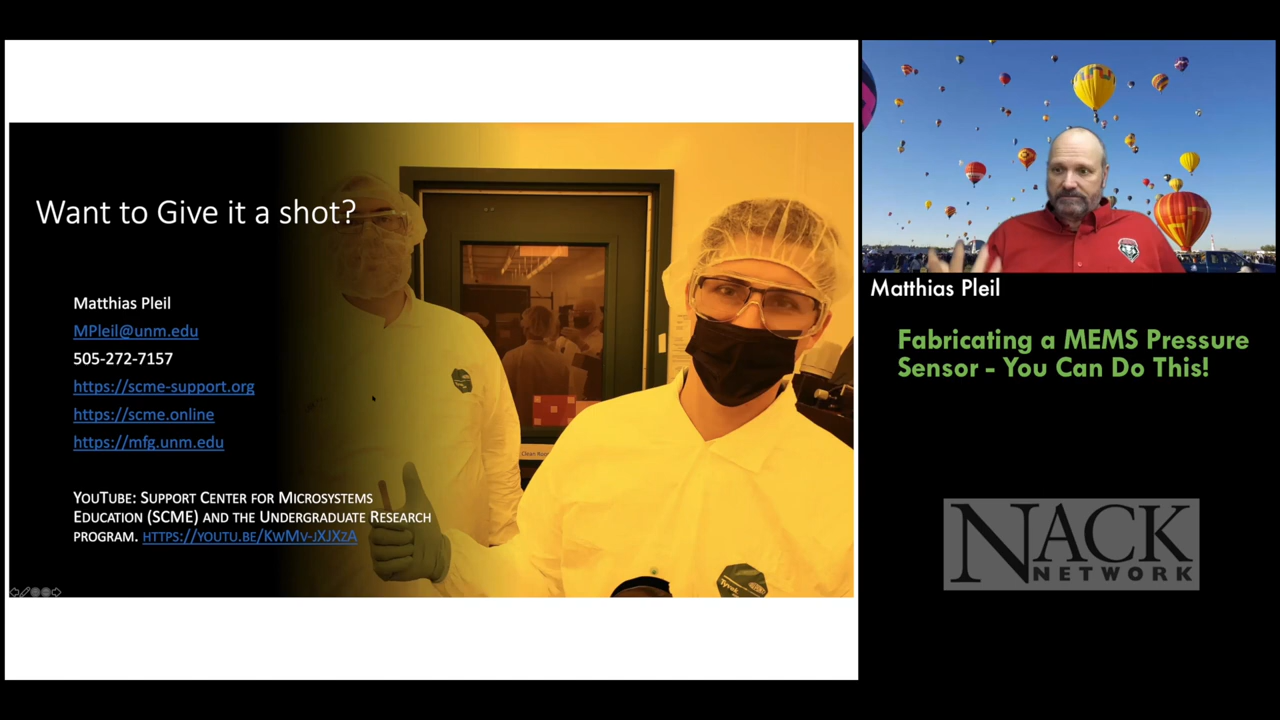 Want to Give it a shot?
Matthias Pleil
MPleil@unm.edu
505-272-7157
https://scme-support.org
https://scme.online
https://mfg.unm.edu
YouTube: Support Center for Microsystems
Education (SCME) and the Undergraduate Research
program. https://youtu.be/KwMv-jXJXzA
Matthias Pleil
Fabricating a MEMS Pressure
Sensor - You Can Do This!
NACK
NETWORK
Tyvek